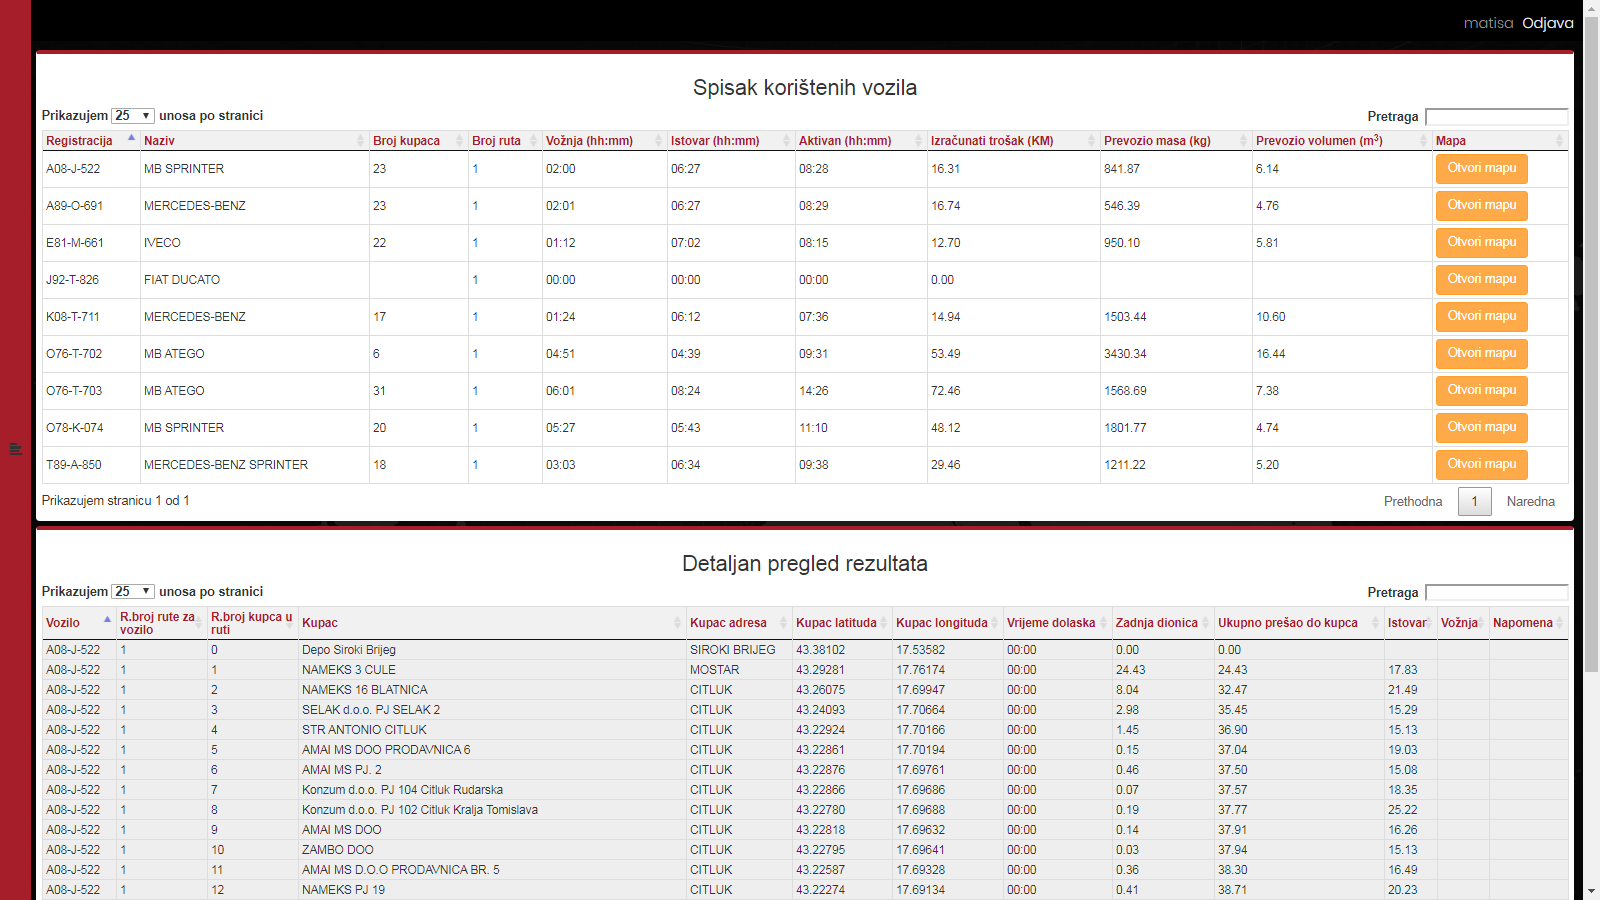 matisa Odjava
Spisak korištenih vozila
Prikazujem 25 unosa po stranici
Pretraga
Registracija Naziv Broj kupaca Broj ruta Vožnja (hh:mm) Istovar (hh:mm) Aktivan (hh:mm) Izračunati trošak (KM) Prevozio masa (kg) Prevozio volumen (m³) Mapa
A08-J-522 MB SPRINTER 23 1 02:00 06:27 08:28 16.31 841.87 6.14 Otvori mapu
A89-O-691 MERCEDES-BENZ 23 1 02:01 06:27 08:29 16.74 546.39 4.76 Otvori mapu
E81-M-661 IVECO 22 1 01:12 07:02 08:15 12.70 950.10 5.81 Otvori mapu
J92-T-826 FIAT DUCATO 1 00:00 00:00 00:00 0.00 Otvori mapu
K08-T-711 MERCEDES-BENZ 17 1 01:24 06:12 07:36 14.94 1503.44 10.60 Otvori mapu
O76-T-702 MB ATEGO 6 1 04:51 04:39 09:31 53.49 3430.34 16.44 Otvori mapu
O76-T-703 MB ATEGO 31 1 06:01 08:24 14:26 72.46 1568.69 7.38 Otvori mapu
O78-K-074 MB SPRINTER 20 1 05:27 05:43 11:10 48.12 1801.77 4.74 Otvori mapu
T89-A-850 MERCEDES-BENZ SPRINTER 18 1 03:03 06:34 09:38 29.46 1211.22 5.20 Otvori mapu
Prikazujem stranicu 1 od 1
Prethodna 1 Naredna
Detaljan pregled rezultata
Prikazujem 25 unosa po stranici
Pretraga
Vozilo R.broj rute za vozilo R.broj kupca u ruti Kupac Kupac adresa Kupac latituda Kupac longituda Vrijeme dolaska Zadnja dionica Ukupno prešao do kupca Istovar Vožnja Napomena
A08-J-522 1 0 Depo Siroki Brijeg SIROKI BRIJEG 43.38102 17.53582 00:00 0.00 0.00
A08-J-522 1 1 NAMEKS 3 CULE MOSTAR 43.29281 17.76174 00:00 24.43 24.43 17.83
A08-J-522 1 2 NAMEKS 16 BLATNICA CITLUK 43.26075 17.69947 00:00 8.04 32.47 21.49
A08-J-522 1 3 SELAK d.o.o. PJ SELAK 2 CITLUK 43.24093 17.70664 00:00 2.98 35.45 15.29
A08-J-522 1 4 STR ANTONIO CITLUK CITLUK 43.22924 17.70166 00:00 1.45 36.90 15.13
A08-J-522 1 5 AMAI MS DOO PRODAVNICA 6 CITLUK 43.22861 17.70194 00:00 0.15 37.04 19.03
A08-J-522 1 6 AMAI MS PJ. 2 CITLUK 43.22876 17.69761 00:00 0.46 37.50 15.08
A08-J-522 1 7 Konzum d.o.o. PJ 104 Citluk Rudarska CITLUK 43.22866 17.69686 00:00 0.07 37.57 18.35
A08-J-522 1 8 Konzum d.o.o. PJ 102 Citluk Kralja Tomislava CITLUK 43.22780 17.69688 00:00 0.19 37.77 25.22
A08-J-522 1 9 AMAI MS DOO CITLUK 43.22818 17.69632 00:00 0.14 37.91 16.26
A08-J-522 1 10 ZAMBO DOO CITLUK 43.22795 17.69641 00:00 0.03 37.94 15.13
A08-J-522 1 11 AMAI MS D.O.O PRODAVNICA BR. 5 CITLUK 43.22587 17.69328 00:00 0.36 38.30 16.49
A08-J-522 1 12 NAMEKS PJ 19 CITLUK 43.22274 17.69134 00:00 0.41 38.71 20.23